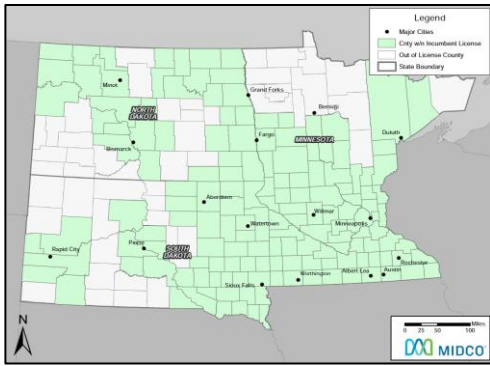 Legend
Major Cities
Cnty w/n Incumbent License
Out of License County
State Boundary
Minot
Grand Forks
NORTH
DAKOTA
Bemidji
Fargo
MINNESOTA
Duluth
Bismarck
Aberdeen
Willmar
Watertown
Minneapolis
Pierre
SOUTH
DAKOTA
Rapid City
Rochester
Sioux Falls
Worthington
Albert Lea
Austin
N
Miles
0 25 50 100
MIDCO